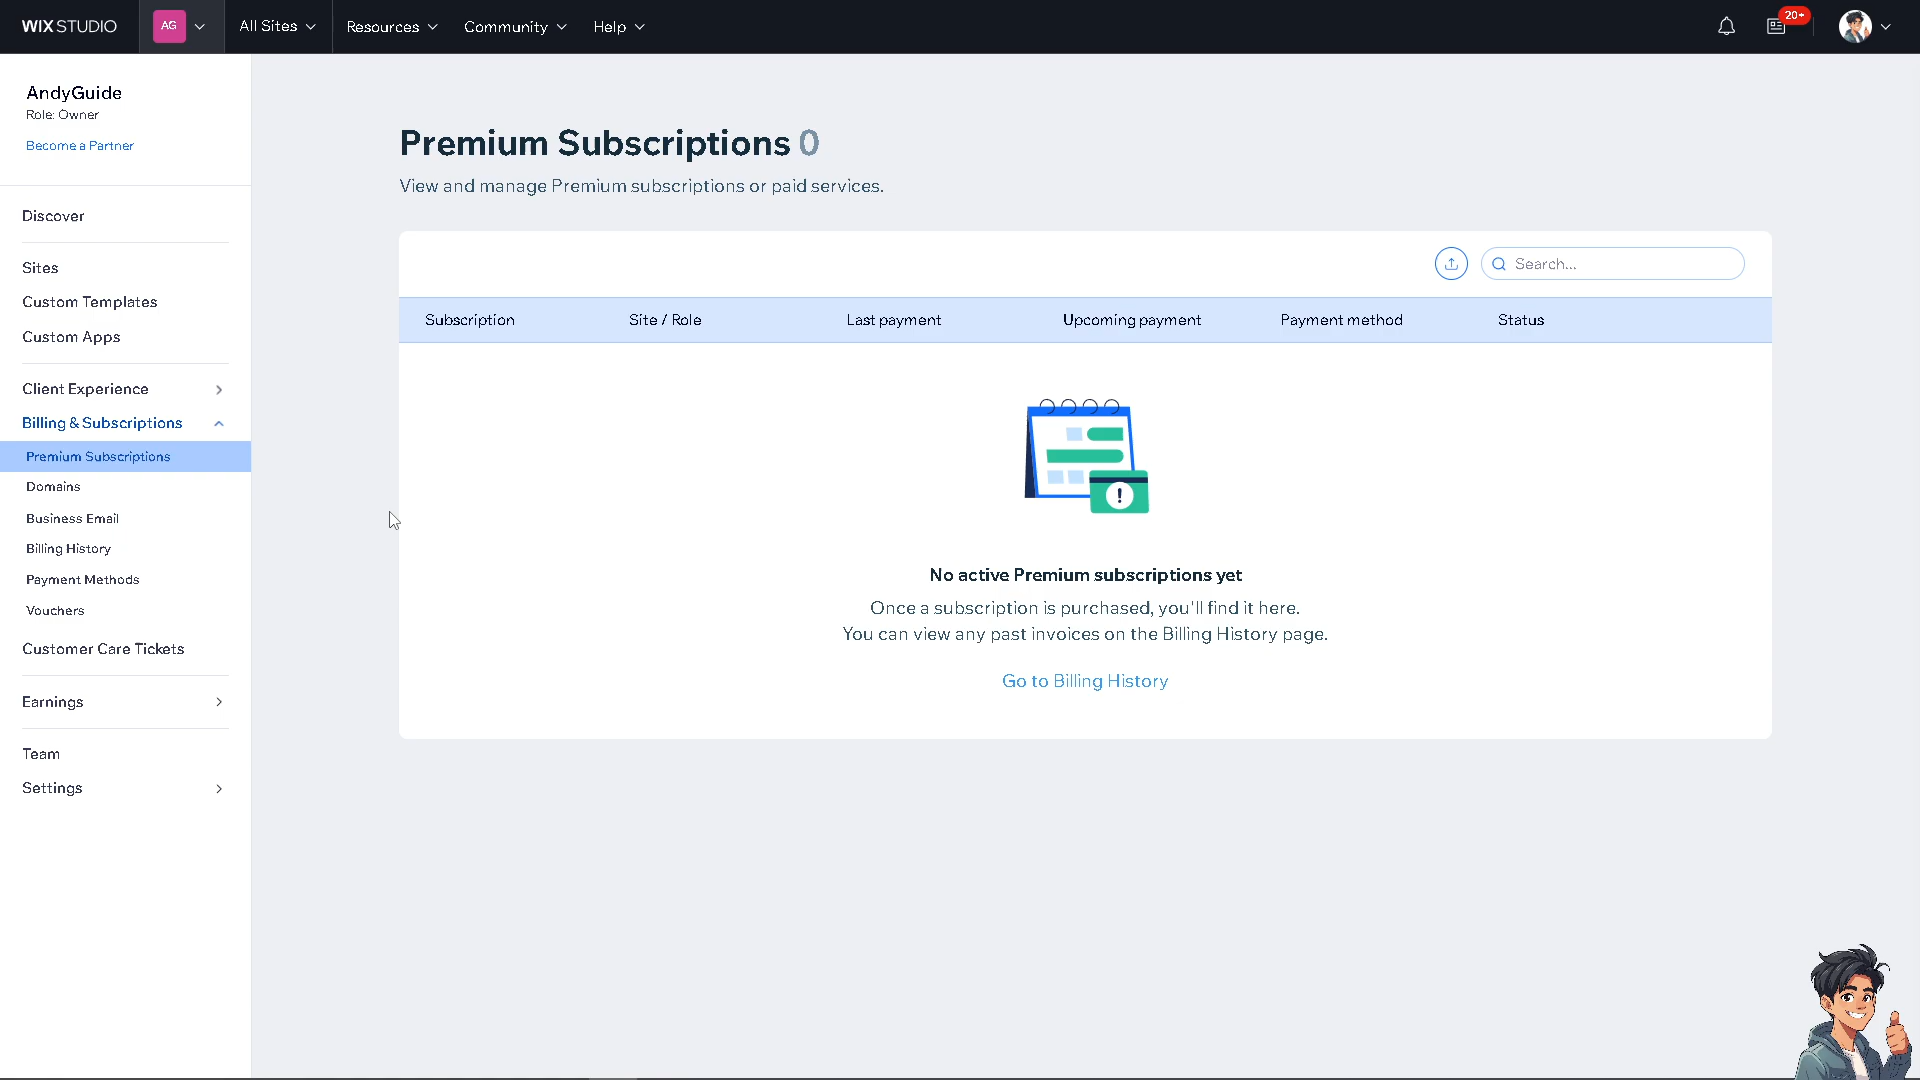 WIX STUDIO
AG
All Sites
Resources
Community
Help
20+
AndyGuide
Role: Owner
Become a Partner
Discover
Sites
Custom Templates
Custom Apps
Client Experience
Billing & Subscriptions
Premium Subscriptions
Domains
Business Email
Billing History
Payment Methods
Vouchers
Customer Care Tickets
Earnings
Team
Settings
Premium Subscriptions 0
View and manage Premium subscriptions or paid services.
Search...
Subscription Site / Role Last payment Upcoming payment Payment method Status
No active Premium subscriptions yet
Once a subscription is purchased, you'll find it here.
You can view any past invoices on the Billing History page.
Go to Billing History